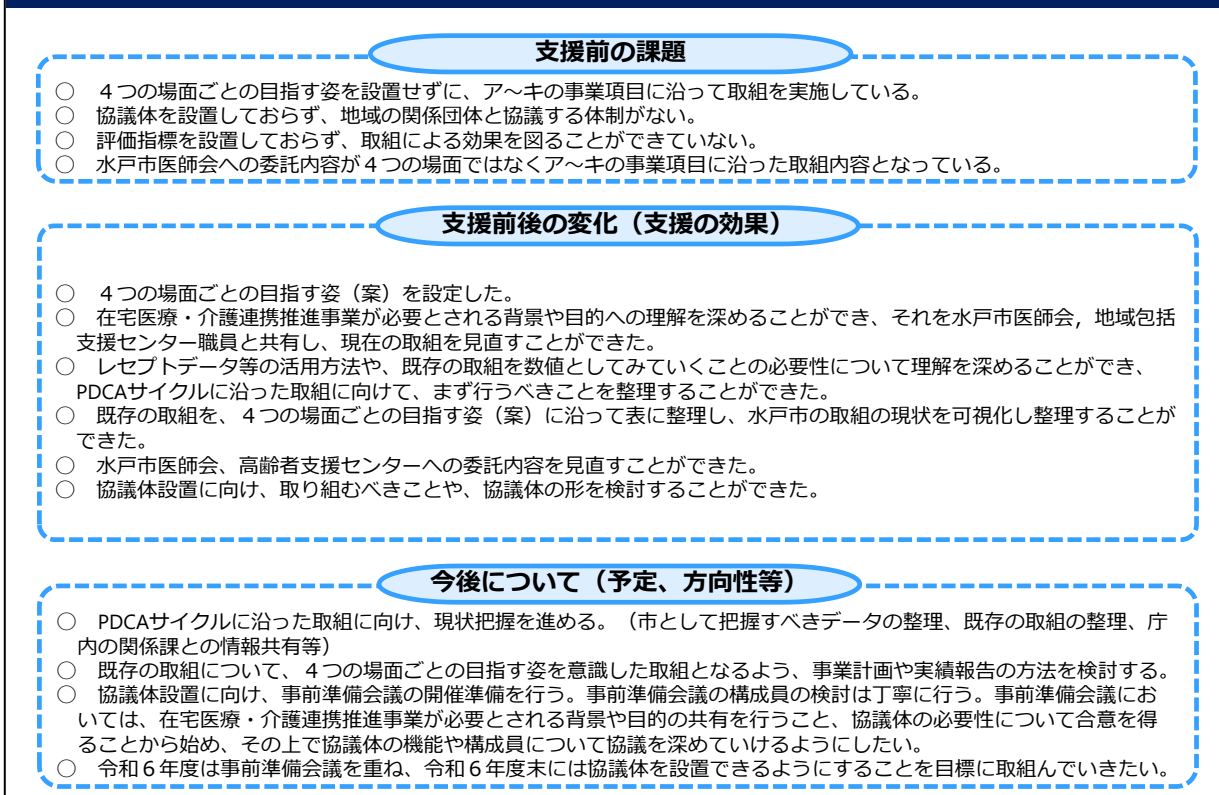 支援前の課題
○　４つの場面ごとの目指す姿を設置せずに、ア～キの事業項目に沿って取組を実施している。
○　協議体を設置しておらず、地域の関係団体と協議する体制がない。
○　評価指標を設置しておらず、取組による効果を図ることができていない。
○　水戸市医師会への委託内容が４つの場面ではなくア～キの事業項目に沿った取組内容となっている。
支援前後の変化（支援の効果）
○　４つの場面ごとの目指す姿（案）を設定した。
○　在宅医療・介護連携推進事業が必要とされる背景や目的への理解を深めることができ、それを水戸市医師会，地域包括
支援センター職員と共有し、現在の取組を見直すことができた。
○　レセプトデータ等の活用方法や、既存の取組を数値としてみていくことの必要性について理解を深めることができ、
PDCAサイクルに沿った取組に向けて、まず行うべきことを整理することができた。
○　既存の取組を、４つの場面ごとの目指す姿（案）に沿って表に整理し、水戸市の取組の現状を可視化し整理することが
できた。
○　水戸市医師会、高齢者支援センターへの委託内容を見直すことができた。
○　協議体設置に向け、取り組むべきことや、協議体の形を検討することができた。
今後について（予定、方向性等）
○　PDCAサイクルに沿った取組に向け、現状把握を進める。（市として把握すべきデータの整理、既存の取組の整理、庁
内の関係課との情報共有等）
○　既存の取組について、４つの場面ごとの目指す姿を意識した取組となるよう、事業計画や実績報告の方法を検討する。
○　協議体設置に向け、事前準備会議の開催準備を行う。事前準備会議の構成員の検討は丁寧に行う。事前準備会議にお
いては、在宅医療・介護連携推進事業が必要とされる背景や目的の共有を行うこと、協議体の必要性について合意を得
ることから始め、その上で協議体の機能や構成員について協議を深めていけるようにしたい。
○　令和６年度は事前準備会議を重ね、令和６年度末には協議体を設置できるようにすることを目標に取組んでいきたい。